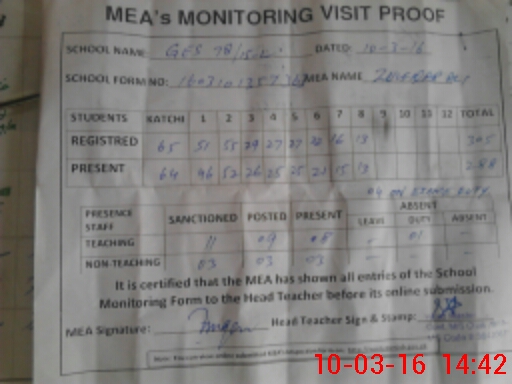 MEA's MONITORING VISIT PROOF
SCHOOL NAME: GES 78/5-L DATED: 10-3-16
SCHOOL FORM NO: MEA NAME
STUDENTS KATCHI 1 2 3 4 5 6 7 8 9 10 11 12 TOTAL
REGISTRED 65 51 55 29 27 27 22 16 13 305
PRESENT 64 46 52 26 25 25 21 15 13 288
04 ON DUTY
PRESENCE STAFF SANCTIONED POSTED PRESENT ABSENT
LEAVE DUTY ABSENT
TEACHING 11 09 08 - 01 -
NON-TEACHING 03 03 03 - - -
It is certified that the MEA has shown all entries of the School
Monitoring Form to the Head Teacher before its online submission.
MEA Signature: Head Teacher Sign & Stamp:
10-03-16 14:42